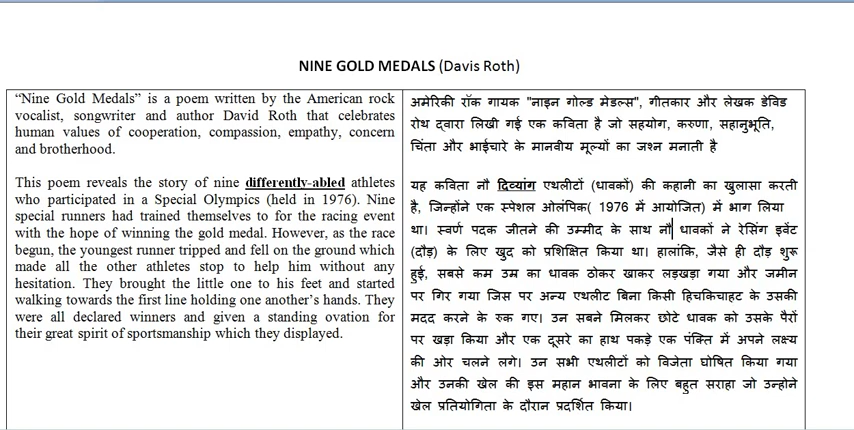 NINE GOLD MEDALS (Davis Roth)
“Nine Gold Medals” is a poem written by the American rock
vocalist, songwriter and author David Roth that celebrates
human values of cooperation, compassion, empathy, concern
and brotherhood.
This poem reveals the story of nine differently-abled athletes
who participated in a Special Olympics (held in 1976). Nine
special runners had trained themselves to for the racing event
with the hope of winning the gold medal. However, as the race
begun, the youngest runner tripped and fell on the ground which
made all the other athletes stop to help him without any
hesitation. They brought the little one to his feet and started
walking towards the first line holding one another’s hands. They
were all declared winners and given a standing ovation for
their great spirit of sportsmanship which they displayed.
अमेरिकी रॉक गायक "नाइन गोल्ड मेडल्स", गीतकार और लेखक डेविड
रोथ द्वारा लिखी गई एक कविता है जो सहयोग, करुणा, सहानुभूति,
चिंता और भाईचारे के मानवीय मूल्यों का जश्न मनाती है
यह कविता नौ दिव्यांग एथलीटों (धावकों) की कहानी का खुलासा करती
है, जिन्होंने एक स्पेशल ओलंपिक( 1976 में आयोजित) में भाग लिया
था। स्वर्ण पदक जीतने की उम्मीद के साथ नौ धावकों ने रेसिंग इवेंट
(दौड़) के लिए खुद को प्रशिक्षित किया था। हालांकि, जैसे ही दौड़ शुरू
हुई, सबसे कम उम्र का धावक ठोकर खाकर लड़खड़ा गया और जमीन
पर गिर गया जिस पर अन्य एथलीट बिना किसी हिचकिचाहट के उसकी
मदद करने के रुक गए। उन सबने मिलकर छोटे धावक को उसके पैरों
पर खड़ा किया और एक दूसरे का हाथ पकड़े एक पंक्ति में अपने लक्ष्य
की ओर चलने लगे। उन सभी एथलीटों को विजेता घोषित किया गया
और उनकी खेल की इस महान भावना के लिए बहुत सराहा जो उन्होने
खेल प्रतियोगिता के दौरान प्रदर्शित किया।